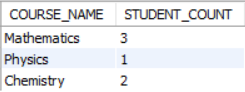 COURSE_NAME STUDENT_COUNT
Mathematics 3
Physics 1
Chemistry 2